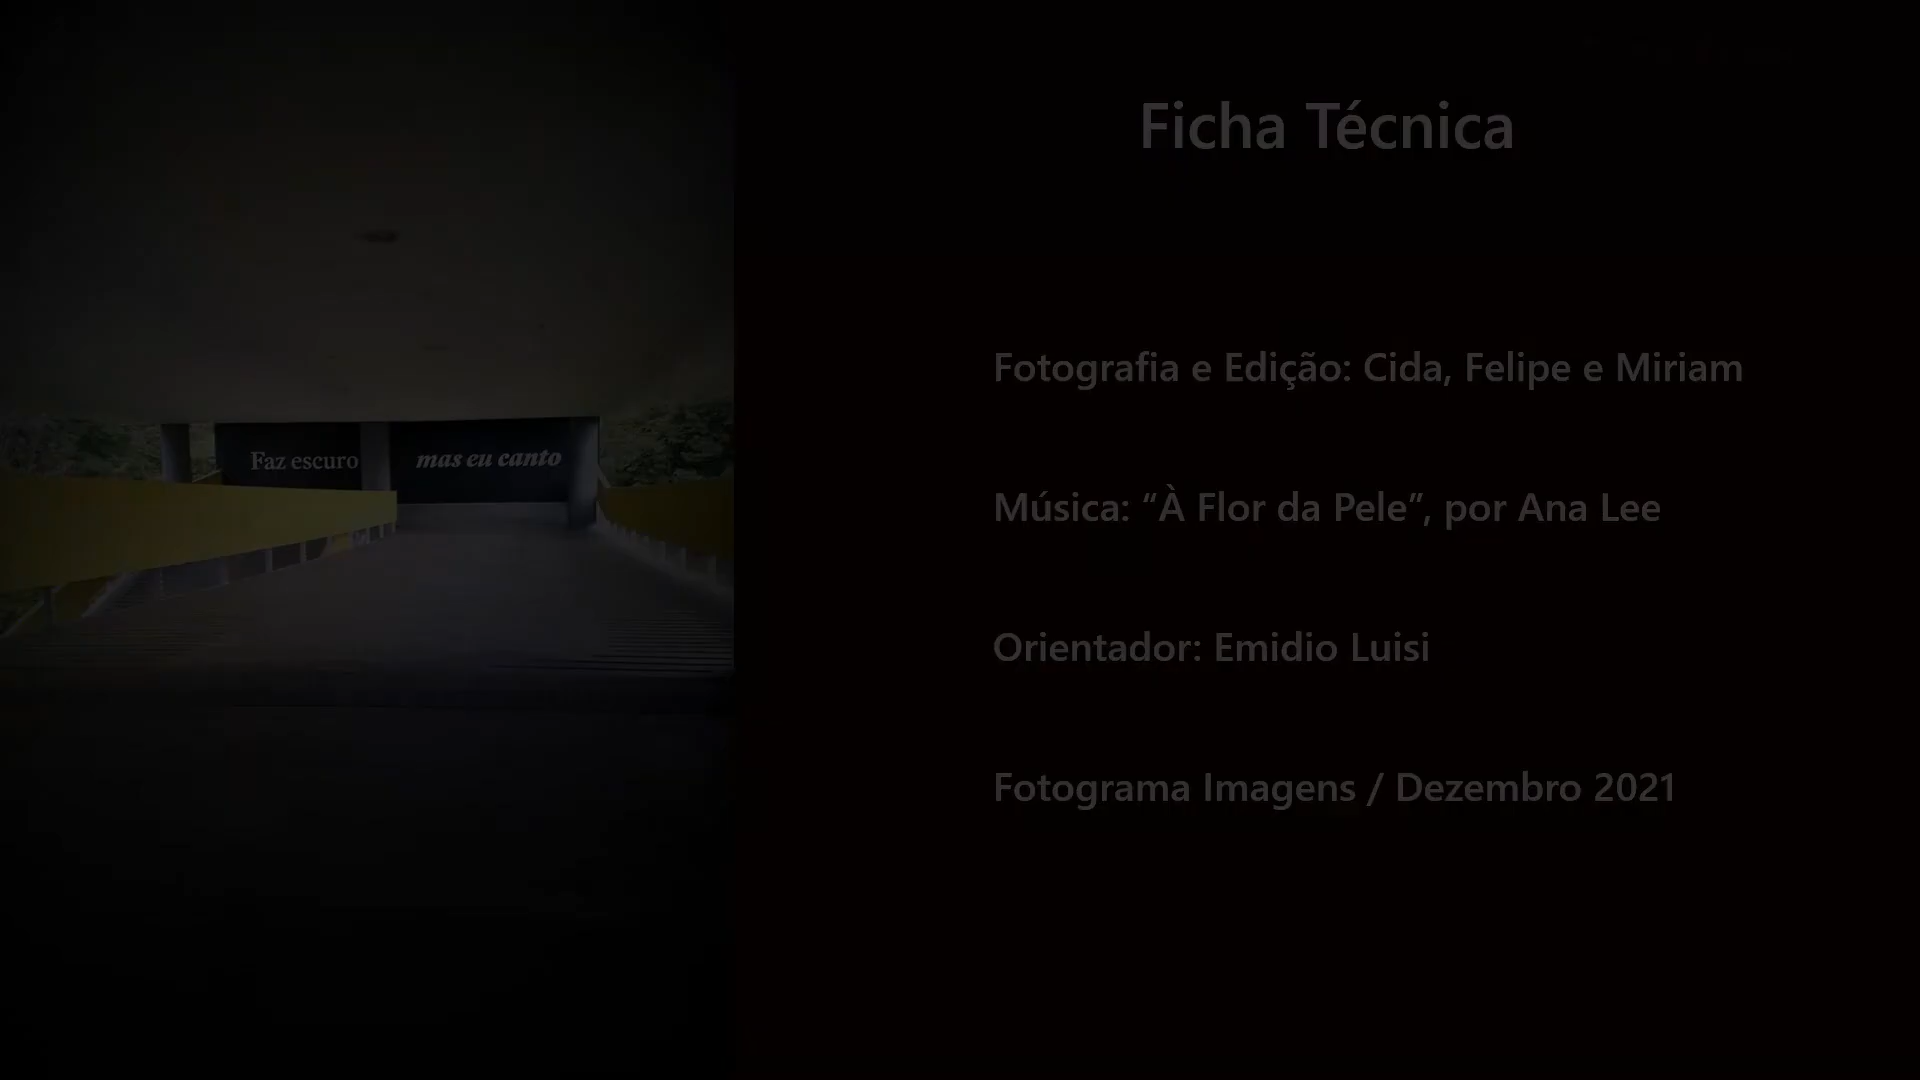 Ficha Técnica
Faz escuro mas eu canto
Fotografia e Edição: Cida, Felipe e Miriam
Música: “À Flor da Pele”, por Ana Lee
Orientador: Emidio Luisi
Fotograma Imagens / Dezembro 2021